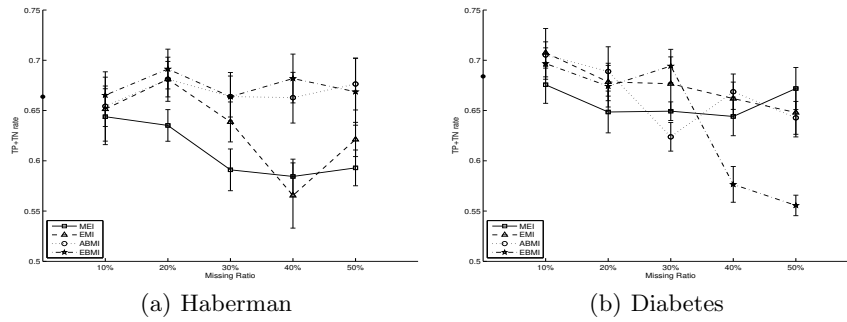 0.75
0.7
0.65
0.6
0.55
0.5
TP+TN rate
MEI
EMI
ABMI
EBMI
10% 20% 30% 40% 50%
Missing Ratio
(a) Haberman
0.75
0.7
0.65
0.6
0.55
0.5
TP+TN rate
MEI
EMI
ABMI
EBMI
10% 20% 30% 40% 50%
Missing Ratio
(b) Diabetes